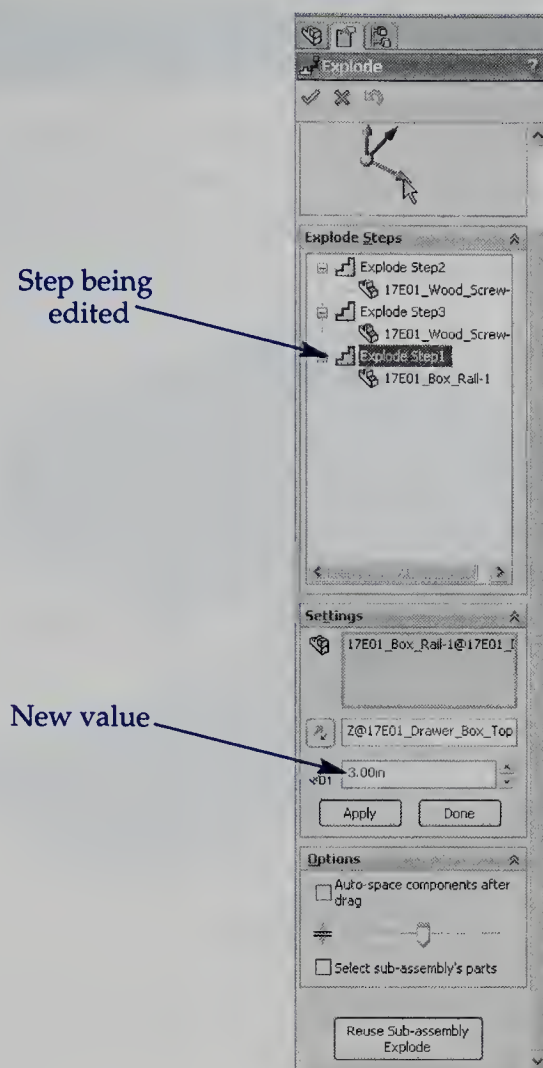 Explode
?
Explode Steps
Explode Step2
17E01_Wood_Screw-
Explode Step3
17E01_Wood_Screw-
Step being
edited
Explode Step1
17E01_Box_Rail-1
Settings
17E01_Box_Rail-1@17E01_
Z@17E01_Drawer_Box_Top
New value
D1
3.00in
Apply
Done
Options
Auto-space components after
drag
Select sub-assembly's parts
Reuse Sub-assembly
Explode